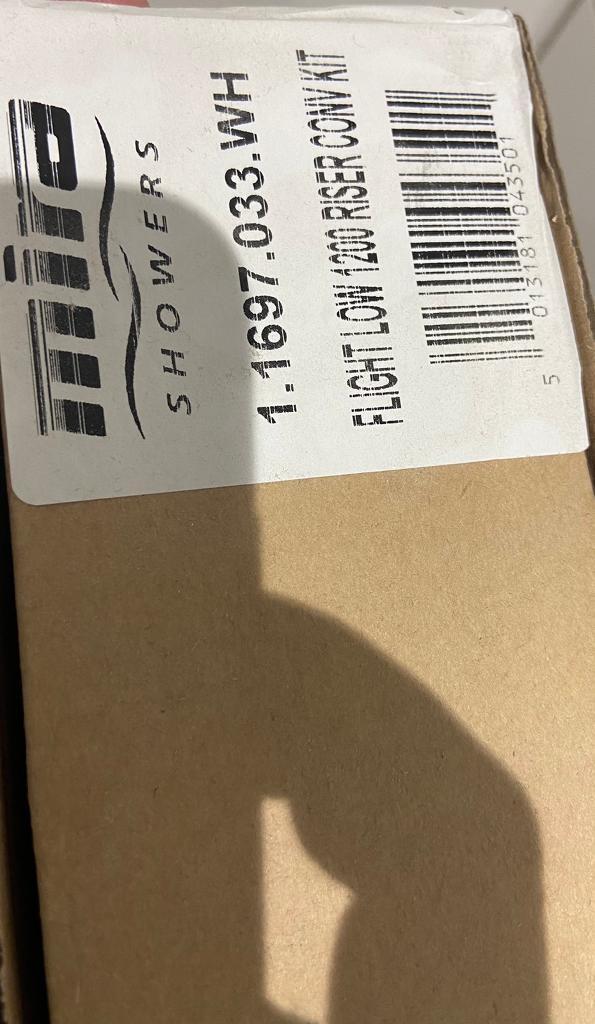 mira
SHOWERS
1.1697.033.WH
FLIGHT LOW 1200 RISER CONV KIT
5 013181 043501